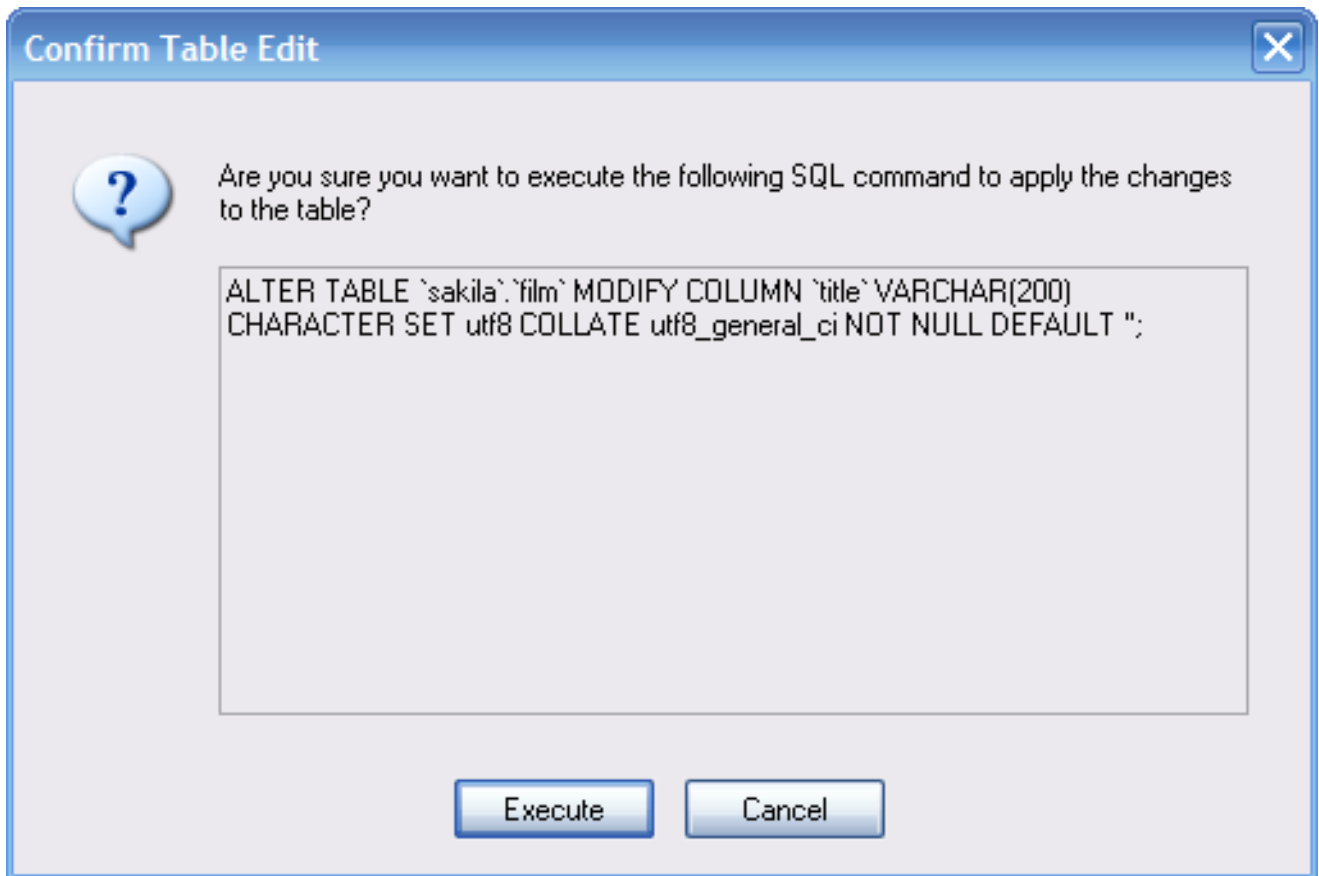 Confirm Table Edit
Are you sure you want to execute the following SQL command to apply the changes
to the table?
ALTER TABLE `sakila`.`film` MODIFY COLUMN `title` VARCHAR(200)
CHARACTER SET utf8 COLLATE utf8_general_ci NOT NULL DEFAULT '';
Execute
Cancel